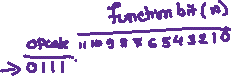 Function bit (n)
opcode 11 10 9 8 7 6 5 4 3 2 1 0
→ 0111